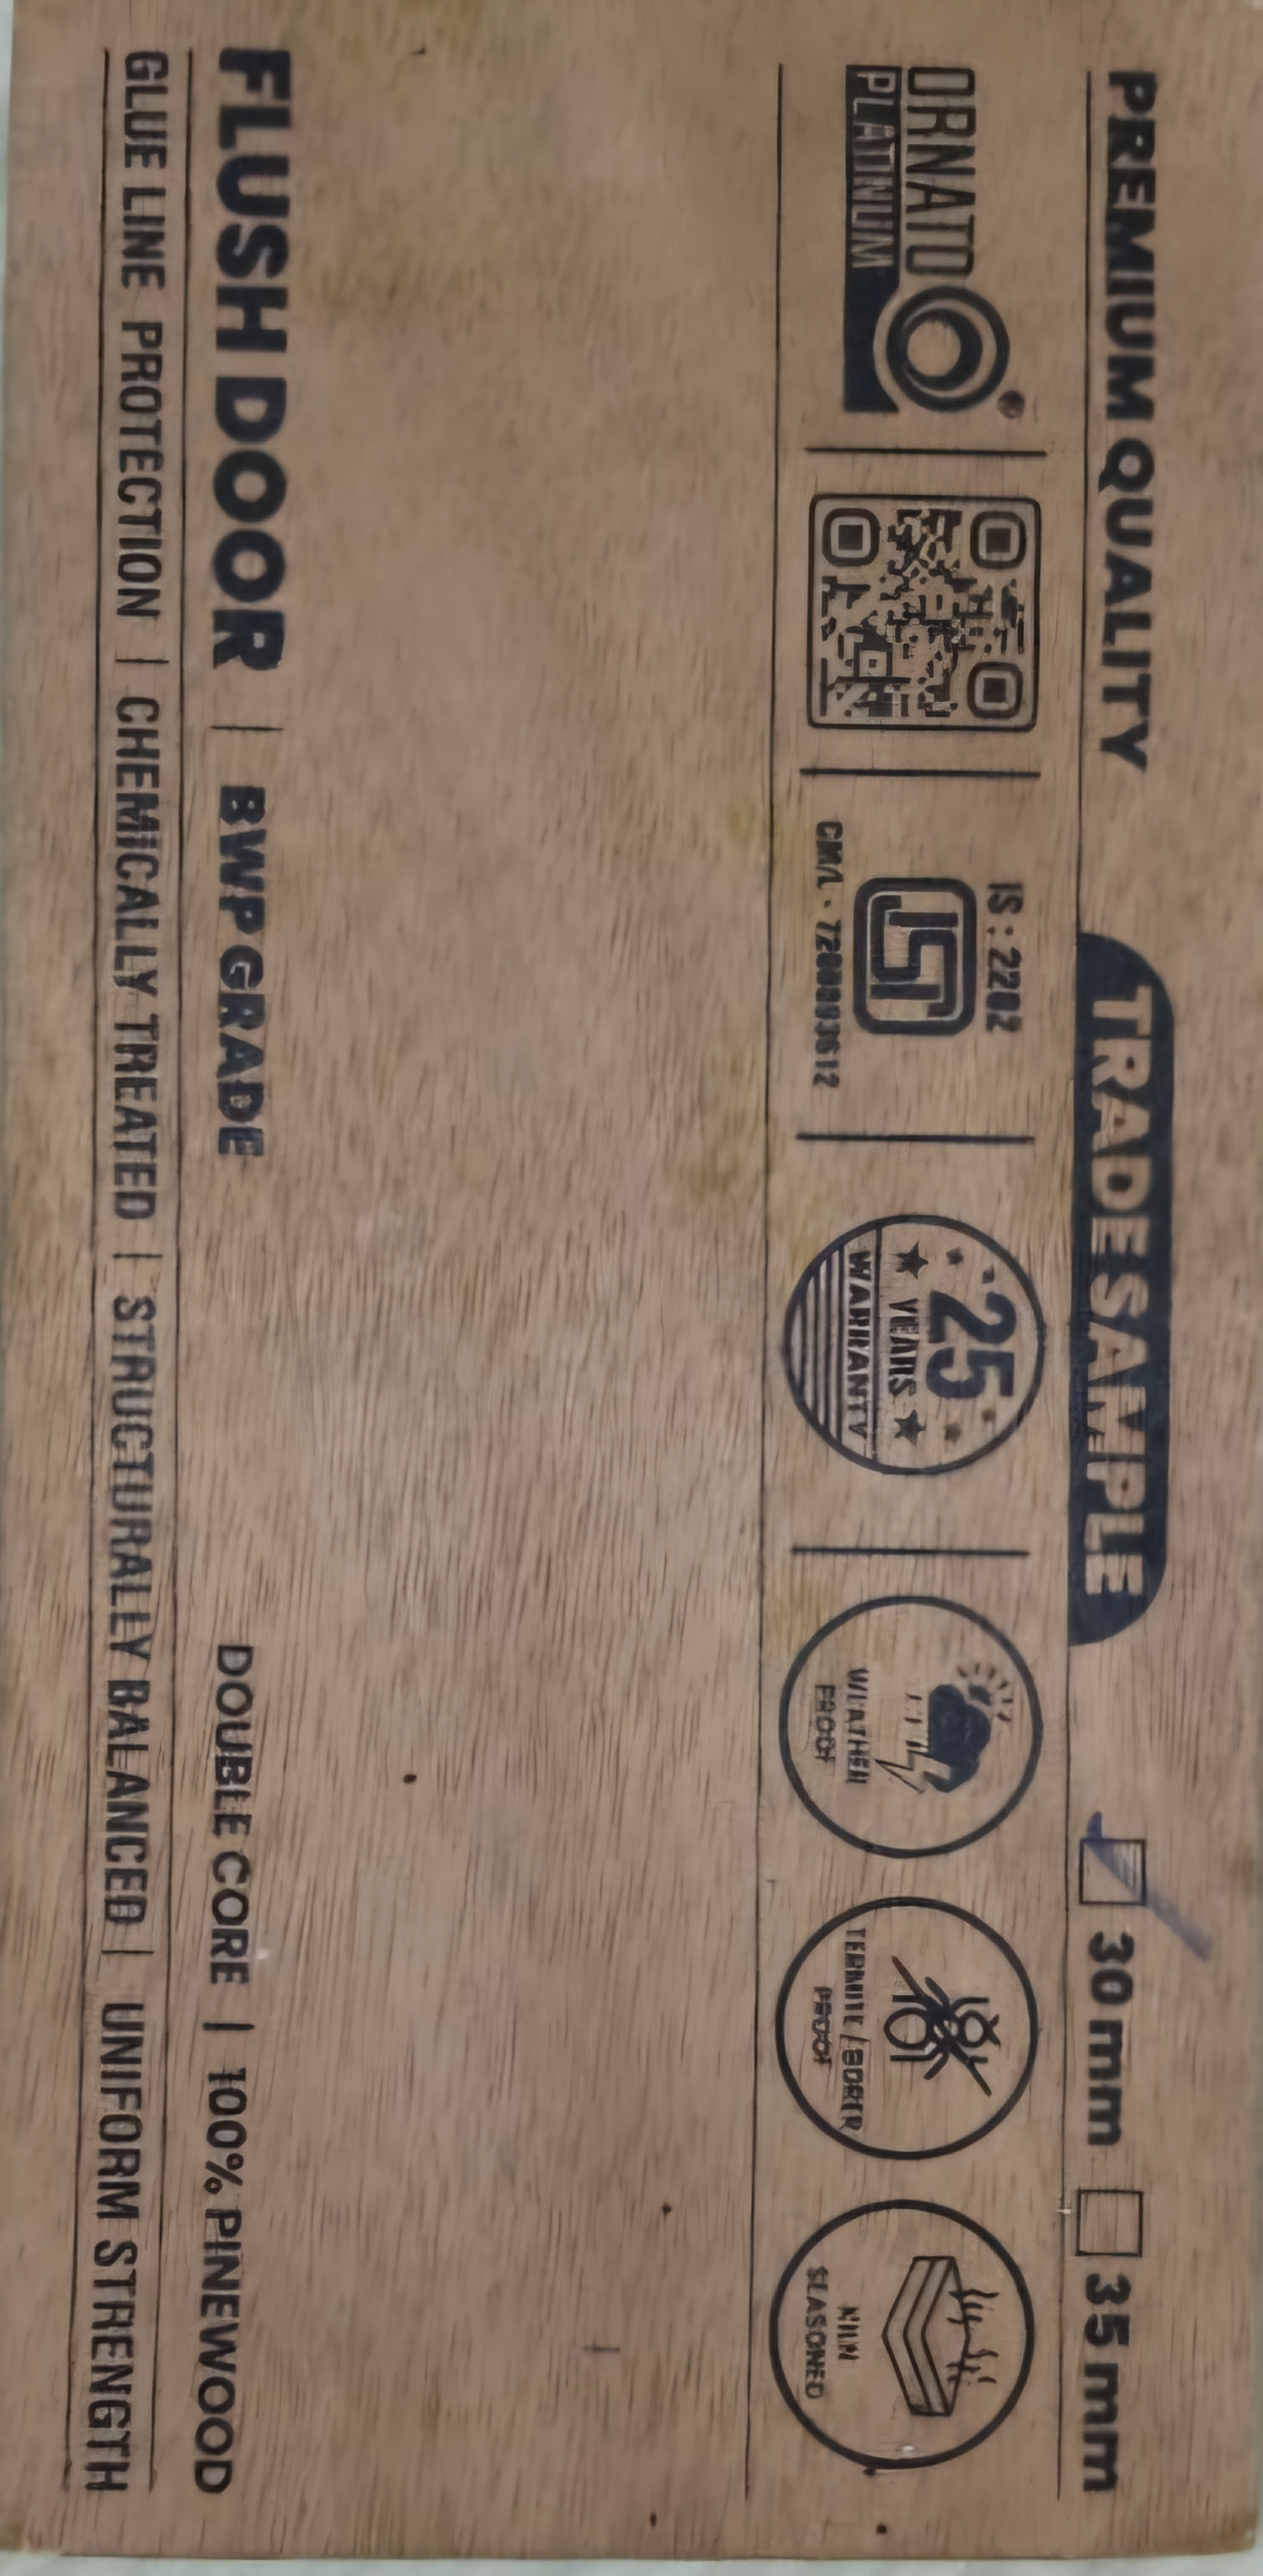 PREMIUM QUALITY
TRADE SAMPLE
30 mm
35 mm
ORNATO
PLATINUM
IS : 2202
ISI
CM/L -
25
YEARS
WARRANTY
WEATHER
PROOF
TERMITE / BORER
PROOF
KILN
SEASONED
FLUSH DOOR | BWP GRADE
DOUBLE CORE | 100% PINEWOOD
GLUE LINE PROTECTION | CHEMICALLY TREATED | STRUCTURALLY BALANCED | UNIFORM STRENGTH